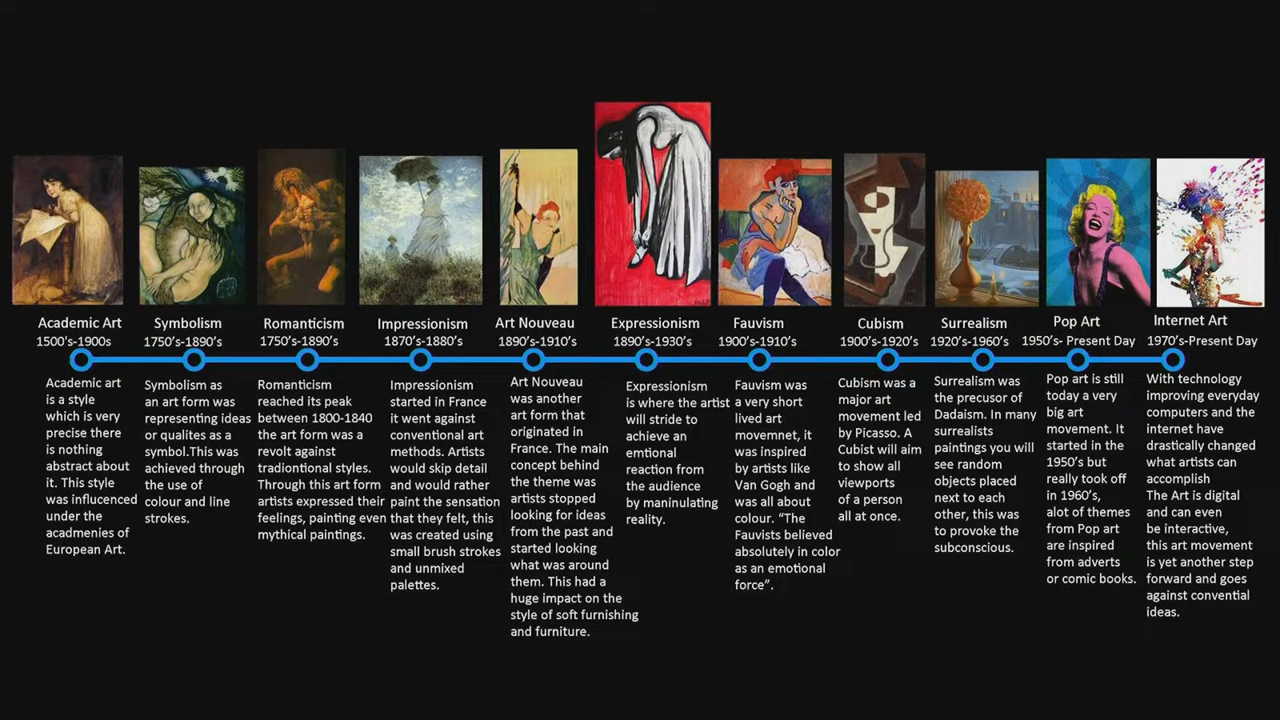 Academic Art
1500's-1900s
Academic art
is a style
which is very
precise there
is nothing
abstract about
it. This style
was influcenced
under the
acadmenies of
European Art.
Symbolism
1750's-1890's
Symbolism as
an art form was
representing ideas
or qualites as a
symbol.This was
achieved through
the use of
colour and line
strokes.
Romanticism
1750's-1890's
Romanticism
reached its peak
between 1800-1840
the art form was a
revolt against
tradiontional styles.
Through this art form
artists expressed their
feelings, painting even
mythical paintings.
Impressionism
1870's-1880's
Impressionism
started in France
it went against
conventional art
methods. Artists
would skip detail
and would rather
paint the sensation
that they felt, this
was created using
small brush strokes
and unmixed
palettes.
Art Nouveau
1890's-1910's
Art Nouveau
was another
art form that
originated in
France. The main
concept behind
the theme was
artists stopped
looking for ideas
from the past and
started looking
what was around
them. This had a
huge impact on the
style of soft furnishing
and furniture.
Expressionism
1890's-1930's
Expressionism
is where the artist
will stride to
achieve an
emtional
reaction from
the audience
by maninulating
reality.
Fauvism
1900's-1910's
Fauvism was
a very short
lived art
movemnet, it
was inspired
by artists like
Van Gogh and
was all about
colour. “The
Fauvists believed
absolutely in color
as an emotional
force”.
Cubism
1900's-1920's
Cubism was a
major art
movement led
by Picasso. A
Cubist will aim
to show all
viewports
of a person
all at once.
Surrealism
1920's-1960's
Surrealism was
the precusor of
Dadaism. In many
surrealists
paintings you will
see random
objects placed
next to each
other, this was
to provoke the
subconscious.
Pop Art
1950's- Present Day
Pop art is still
today a very
big art
movement. It
started in the
1950's but
really took off
in 1960's,
alot of themes
from Pop art
are inspired
from adverts
or comic books.
Internet Art
1970's-Present Day
With technology
improving everyday
computers and the
internet have
drastically changed
what artists can
accomplish
The Art is digital
and can even
be interactive,
this art movement
is yet another step
forward and goes
against convential
ideas.